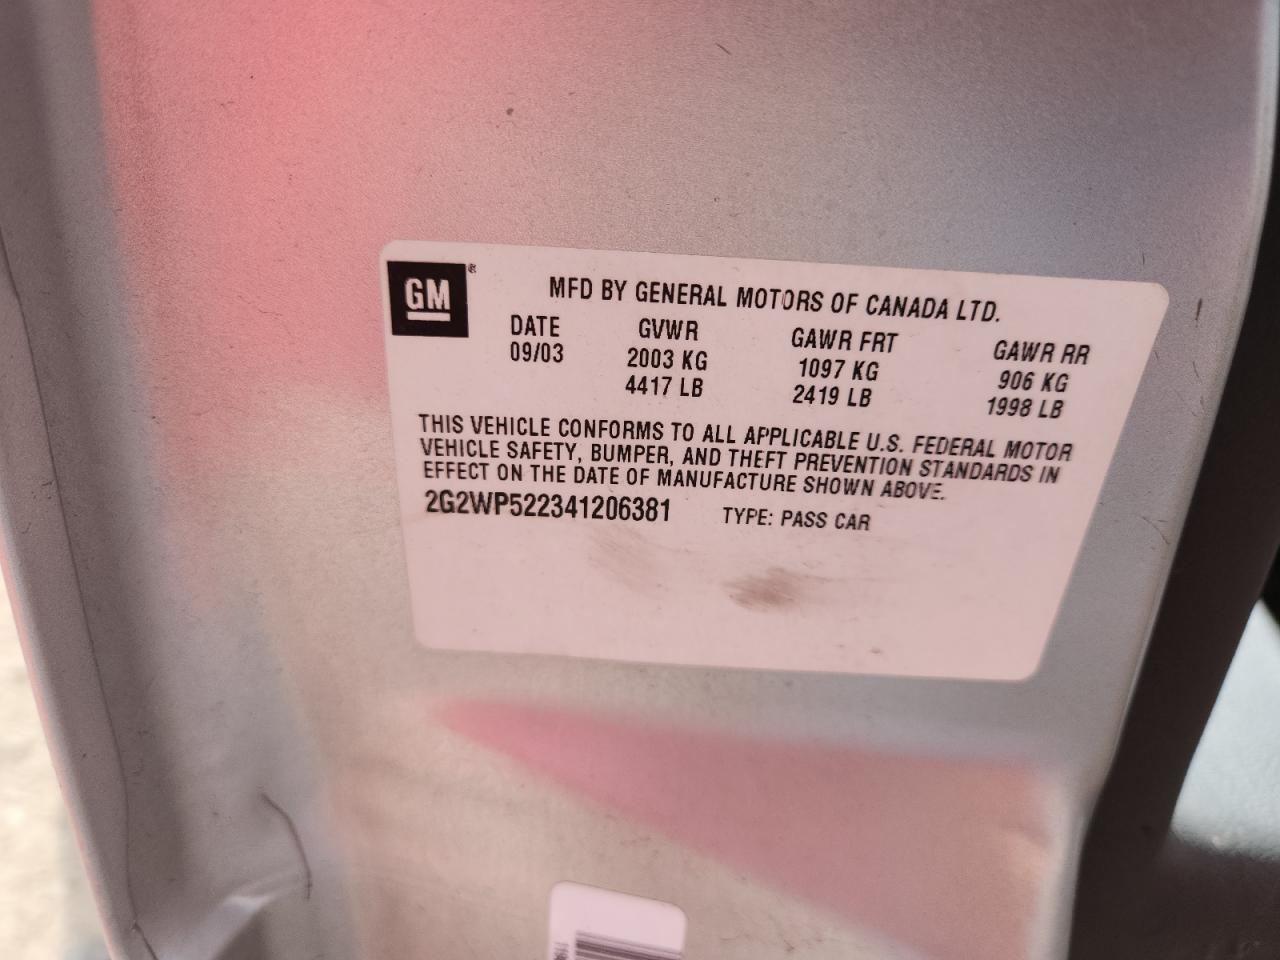 GM®
MFD BY GENERAL MOTORS OF CANADA LTD.
DATE GVWR GAWR FRT GAWR RR
09/03 2003 KG 1097 KG 906 KG
4417 LB 2419 LB 1998 LB
THIS VEHICLE CONFORMS TO ALL APPLICABLE U.S. FEDERAL MOTOR
VEHICLE SAFETY, BUMPER, AND THEFT PREVENTION STANDARDS IN
EFFECT ON THE DATE OF MANUFACTURE SHOWN ABOVE.
2G2WP522341206381 TYPE: PASS CAR